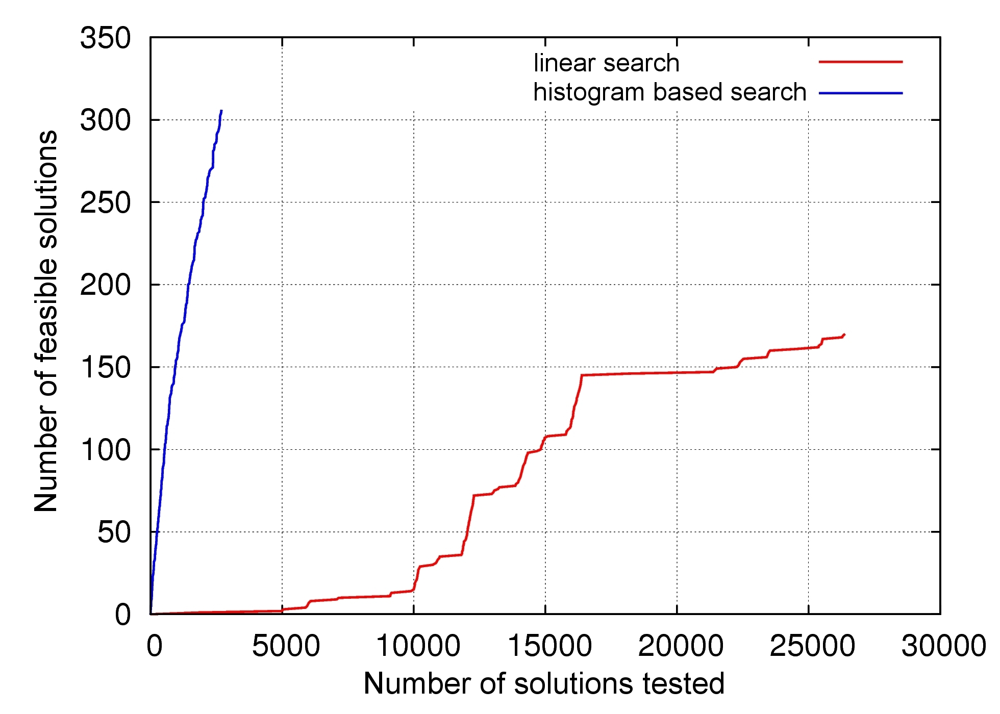 350
300
250
200
150
100
50
0
Number of feasible solutions
linear search
histogram based search
0 5000 10000 15000 20000 25000 30000
Number of solutions tested